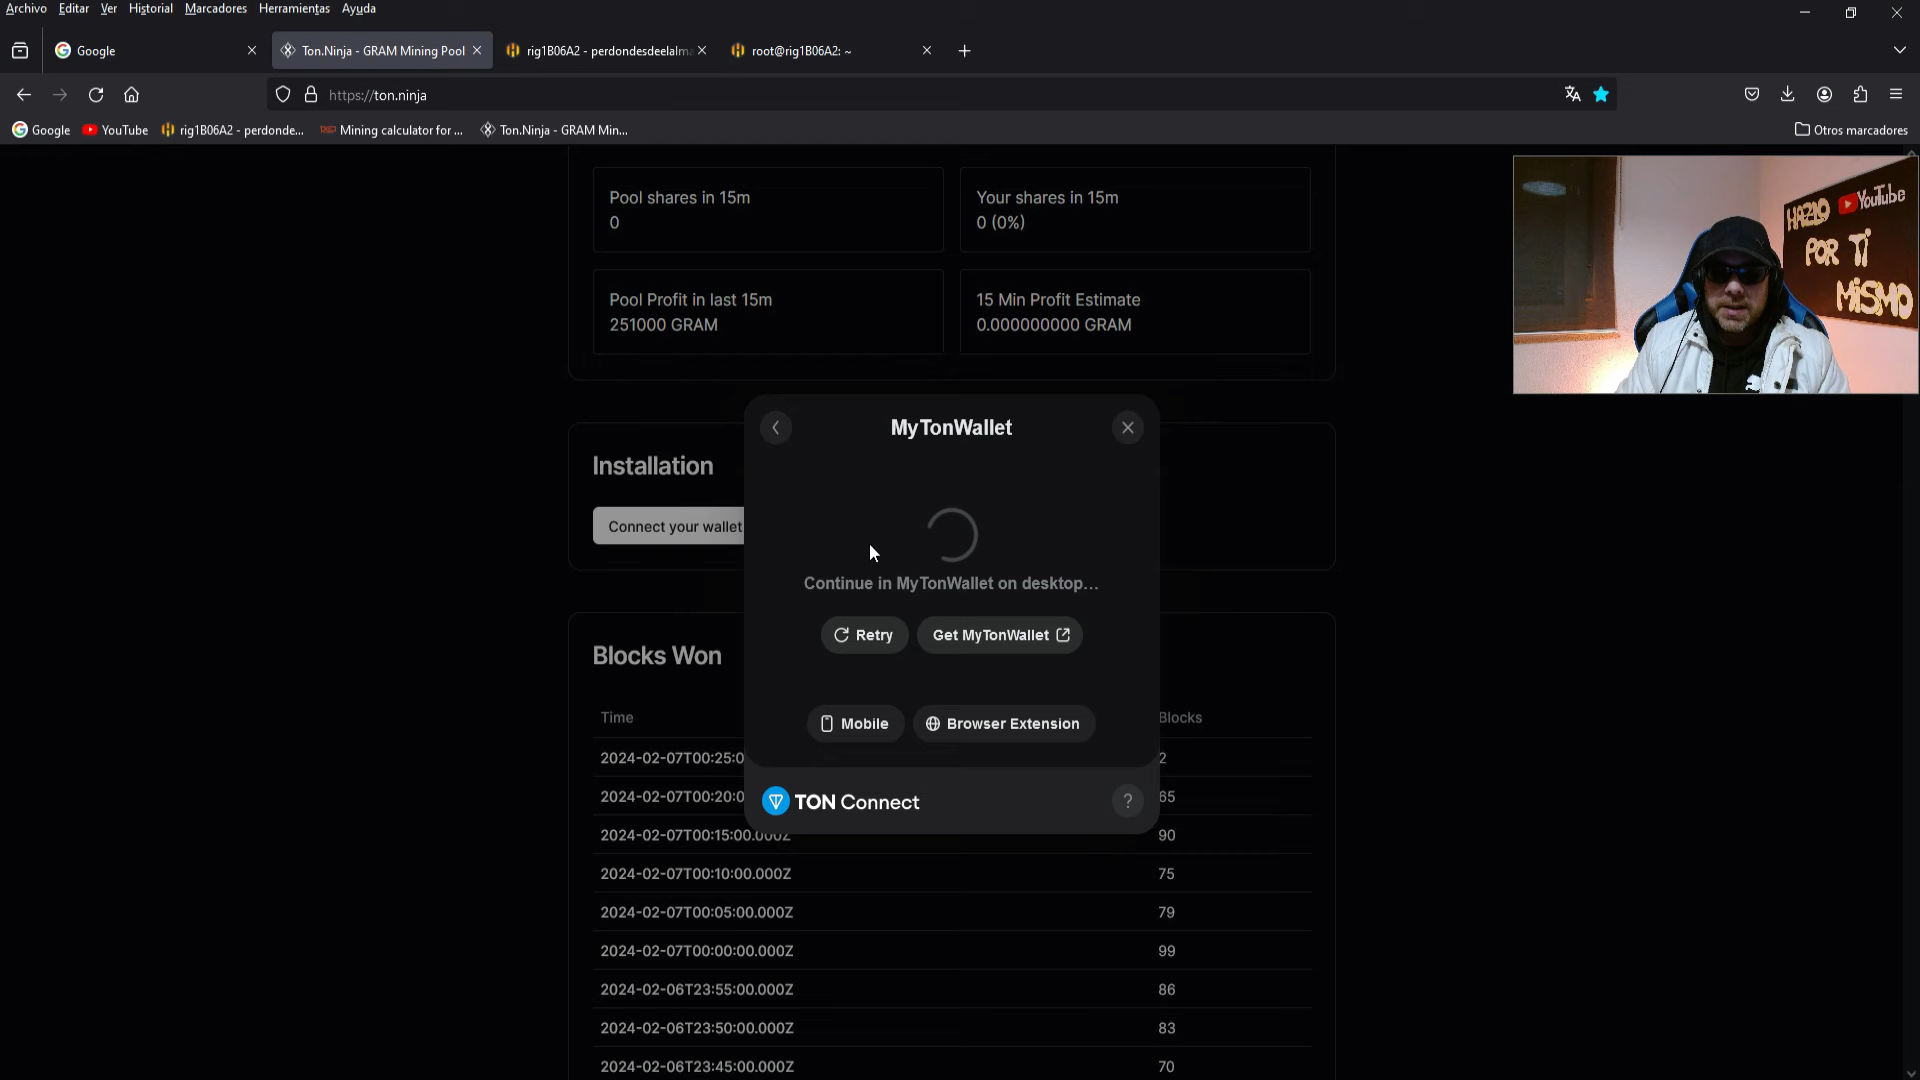 Archivo Editar Ver Historial Marcadores Herramientas Ayuda
Google
Ton.Ninja - GRAM Mining Pool
rig1B06A2 - perdondesdeelalma
root@rig1B06A2: ~
https://ton.ninja
Google
YouTube
rig1B06A2 - perdonde...
Mining calculator for ...
Ton.Ninja - GRAM Min...
Otros marcadores
Pool shares in 15m
0
Your shares in 15m
0 (0%)
Pool Profit in last 15m
251000 GRAM
15 Min Profit Estimate
0.000000000 GRAM
YouTube
HAZLO
POR TI
MISMO
MyTonWallet
Installation
Connect your wallet
Continue in MyTonWallet on desktop...
Retry
Get MyTonWallet
Mobile
Browser Extension
TON Connect
?
Blocks Won
Time
Blocks
2024-02-07T00:25:0
2
2024-02-07T00:20:0
65
2024-02-07T00:15:00.000Z
90
2024-02-07T00:10:00.000Z
75
2024-02-07T00:05:00.000Z
79
2024-02-07T00:00:00.000Z
99
2024-02-06T23:55:00.000Z
86
2024-02-06T23:50:00.000Z
83
2024-02-06T23:45:00.000Z
70